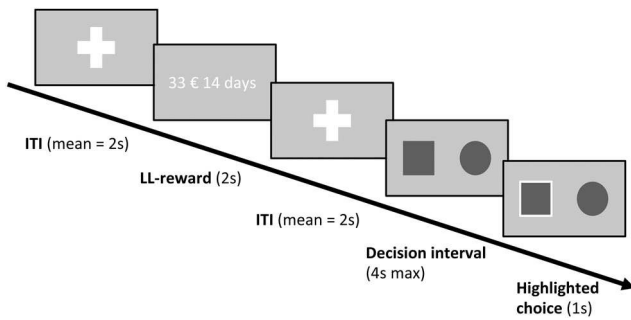 33 € 14 days
ITI (mean = 2s)
LL-reward (2s)
ITI (mean = 2s)
Decision interval
(4s max)
Highlighted
choice (1s)